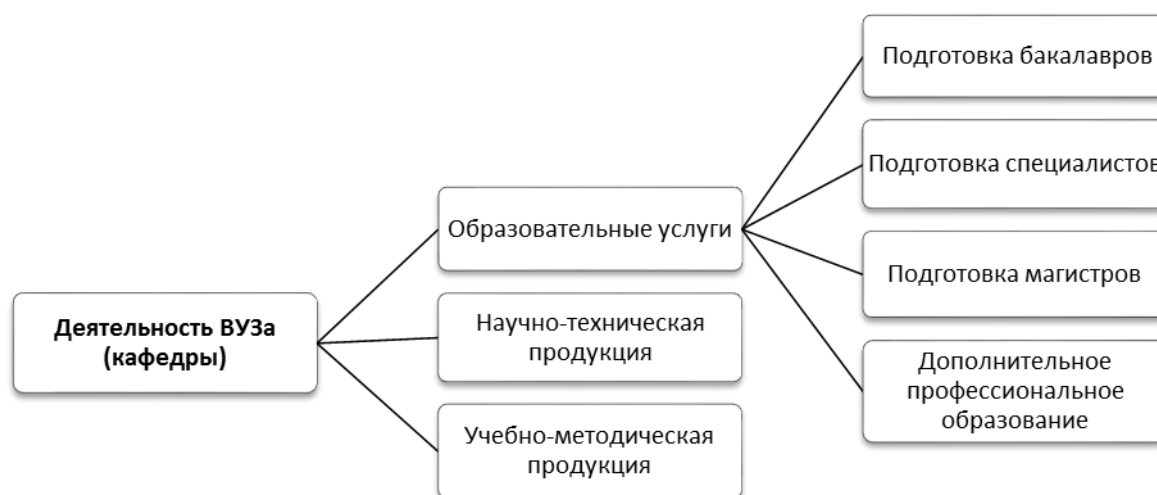 Деятельность ВУЗа
(кафедры)
Образовательные услуги
Научно-техническая
продукция
Учебно-методическая
продукция
Подготовка бакалавров
Подготовка специалистов
Подготовка магистров
Дополнительное
профессиональное
образование